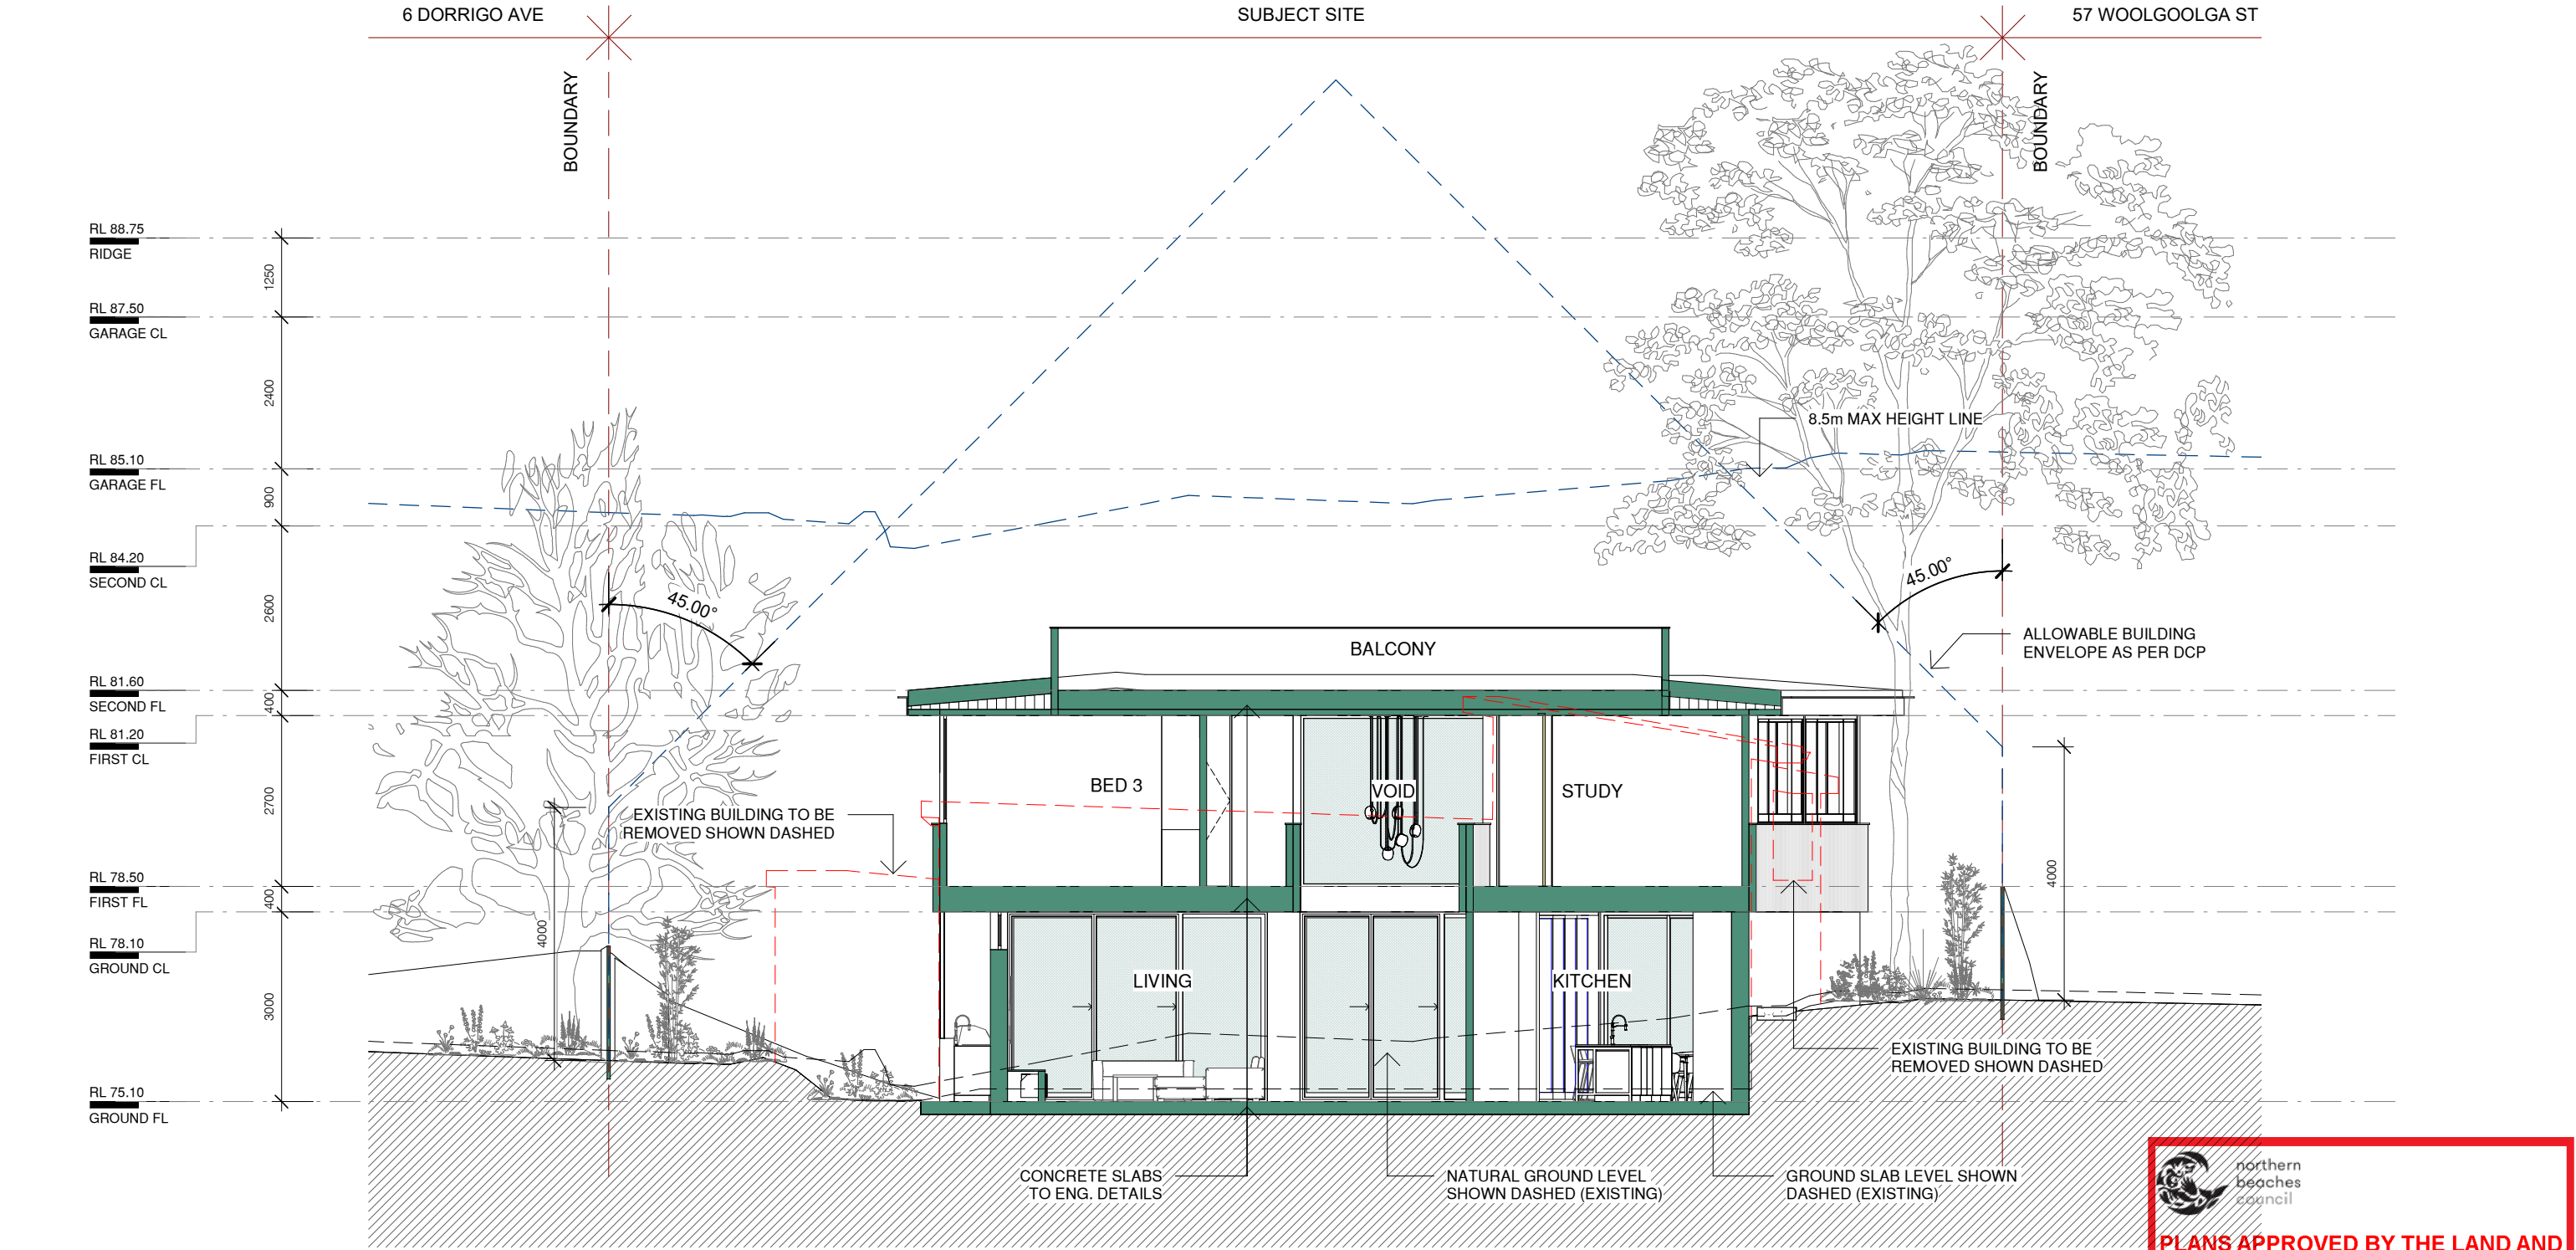 6 DORRIGO AVE
SUBJECT SITE
57 WOOLGOOLGA ST
BOUNDARY
BOUNDARY
RL 88.75
RIDGE
1250
RL 87.50
GARAGE CL
2400
8.5m MAX HEIGHT LINE
RL 85.10
GARAGE FL
900
RL 84.20
SECOND CL
45.00°
45.00°
2600
ALLOWABLE BUILDING
ENVELOPE AS PER DCP
BALCONY
RL 81.60
SECOND FL
400
RL 81.20
FIRST CL
BED 3
VOID
STUDY
2700
EXISTING BUILDING TO BE
REMOVED SHOWN DASHED
RL 78.50
FIRST FL
400
4000
4000
RL 78.10
GROUND CL
LIVING
KITCHEN
3000
EXISTING BUILDING TO BE
REMOVED SHOWN DASHED
RL 75.10
GROUND FL
CONCRETE SLABS
TO ENG. DETAILS
NATURAL GROUND LEVEL
SHOWN DASHED (EXISTING)
GROUND SLAB LEVEL SHOWN
DASHED (EXISTING)
northern
beaches
council
PLANS APPROVED BY THE LAND AND